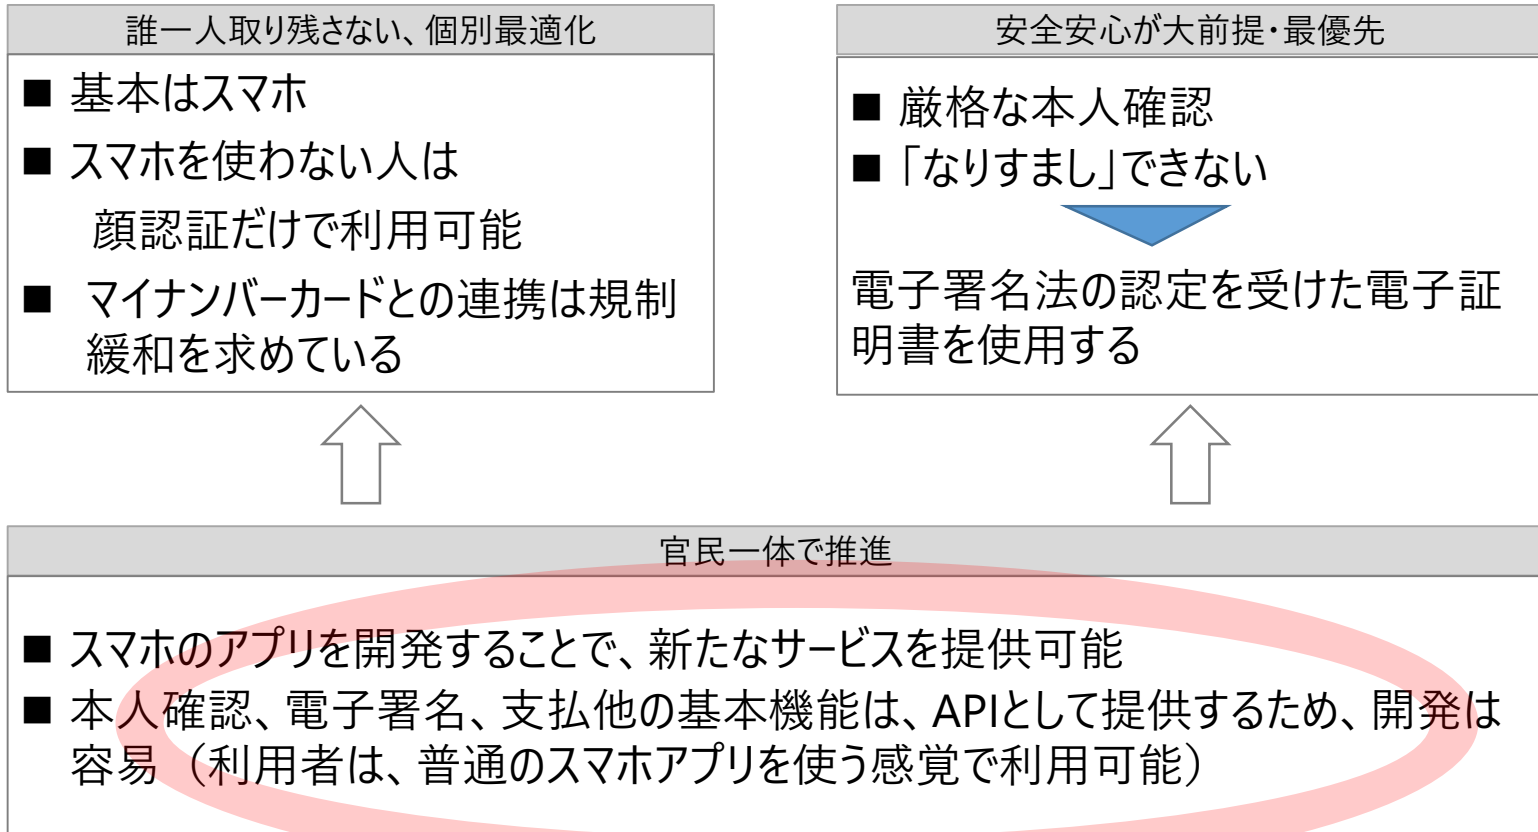 誰一人取り残さない、個別最適化
■ 基本はスマホ
■ スマホを使わない人は
顔認証だけで利用可能
■ マイナンバーカードとの連携は規制
緩和を求めている
安全安心が大前提・最優先
■ 厳格な本人確認
■ 「なりすまし」できない
電子署名法の認定を受けた電子証
明書を使用する
官民一体で推進
■ スマホのアプリを開発することで、新たなサービスを提供可能
■ 本人確認、電子署名、支払他の基本機能は、APIとして提供するため、開発は
容易（利用者は、普通のスマホアプリを使う感覚で利用可能）